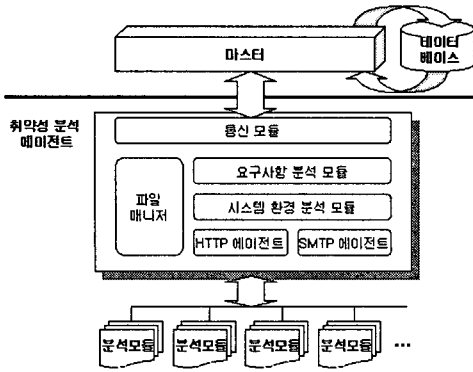 마스터
데이터
베이스
취약성 분석
에이전트
통신 모듈
요구사항 분석 모듈
파일
매니저
시스템 환경 분석 모듈
HTTP 에이전트
SMTP 에이전트
분석모듈
분석모듈
분석모듈
분석모듈
...